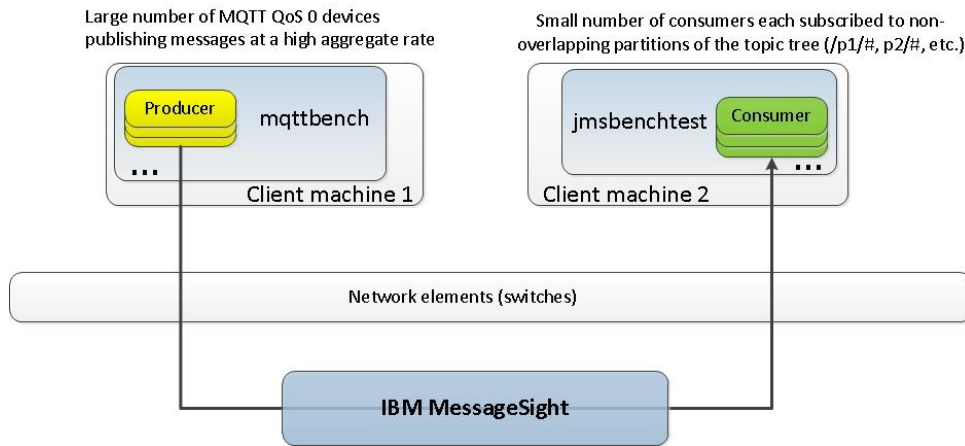 Large number of MQTT QoS 0 devices
publishing messages at a high aggregate rate
Small number of consumers each subscribed to non-
overlapping partitions of the topic tree (/p1/#, p2/#, etc.)
Producer
mqttbench
...
Client machine 1
jmsbenchtest
Consumer
...
Client machine 2
Network elements (switches)
IBM MessageSight